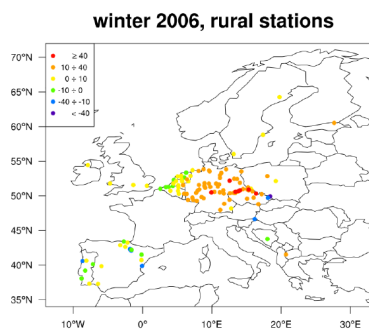 winter 2006, rural stations
70°N
65°N
60°N
55°N
50°N
45°N
40°N
35°N
≥ 40
10 ÷ 40
0 ÷ 10
-10 ÷ 0
-40 ÷ -10
< -40
10°W
0°
10°E
20°E
30°E